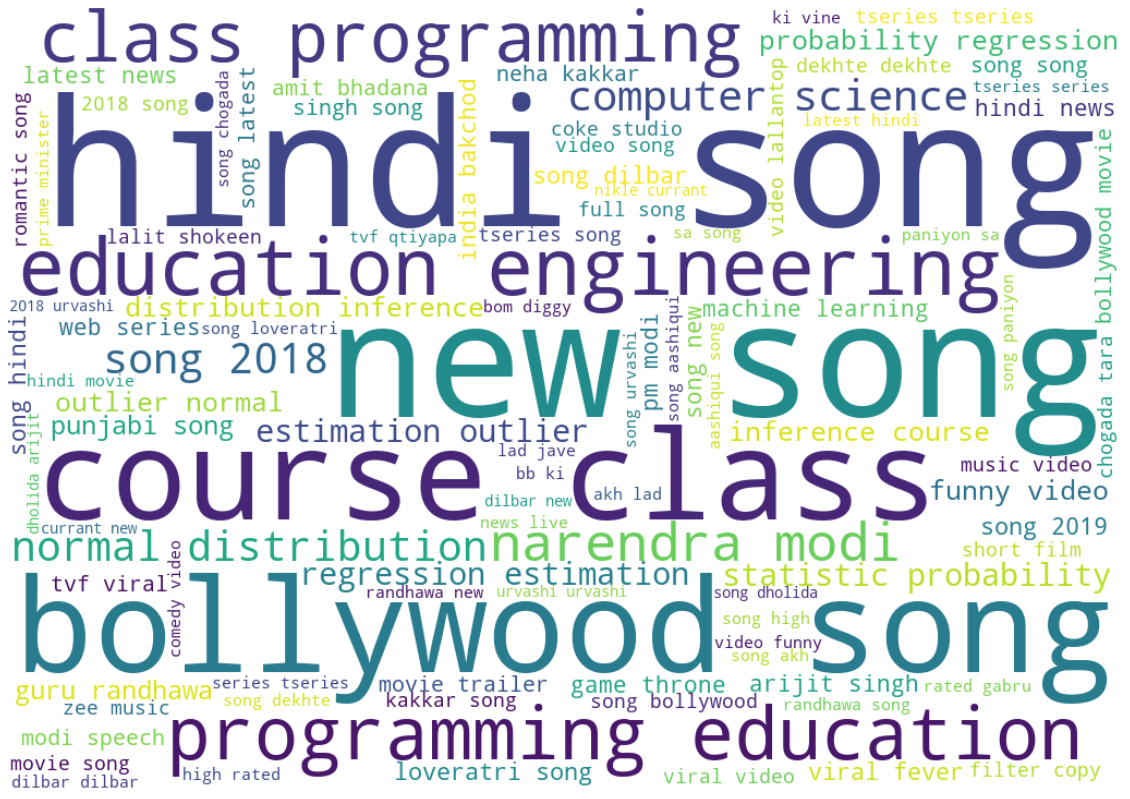 class programming
ki vine
tseries tseries
probability regression
latest news
neha kakkar
dekhte dekhte
song song
amit bhadana
2018 song
singh song
computer science
tseries series
hindi news
romantic song
prime minister
song chogada
song latest
hindi song
india bakchod
coke studio
video song
latest hindi
video lallantop
song dilbar
nikle currant
full song
chogada tara
bollywood movie
lalit shokeen
tvf qtiyapa
tseries song
sa song
paniyon sa
education engineering
2018 urvashi
distribution inference
bom diggy
machine learning
web series
song loveratri
song 2018
new song
song urvashi
pm modi
song aashiqui
song new
aashiqui song
song paniyon
song hindi
hindi movie
outlier normal
punjabi song
estimation outlier
inference course
dholida arijit
course class
lad jave
bb ki
akh lad
music video
funny video
dilbar new
news live
currant new
song 2019
normal distribution
narendra modi
short film
comedy video
tvf viral
regression estimation
statistic probability
randhawa new
urvashi urvashi
song dholida
bollywood song
song high
video funny
song akh
guru randhawa
series tseries
movie trailer
game throne
arijit singh
rated gabru
song dekhte
kakkar song
song bollywood
randhawa song
zee music
modi speech
programming education
movie song
dilbar dilbar
high rated
loveratri song
viral video
viral fever
filter copy